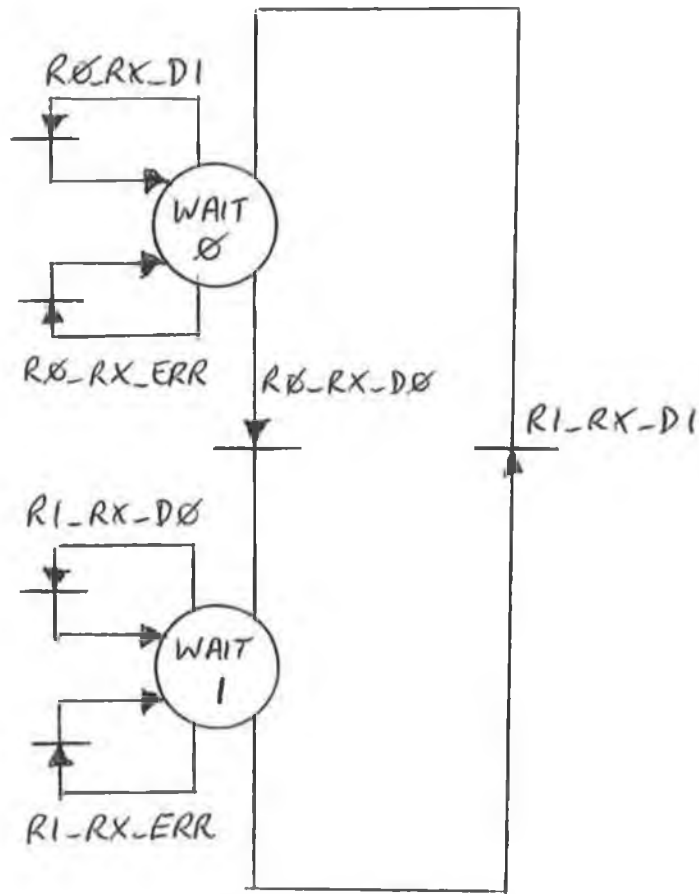 RØ_RX_D1
WAIT
Ø
RØ_RX_ERR
RØ_RX_DØ
R1_RX_D1
R1_RX_DØ
WAIT
1
R1_RX_ERR